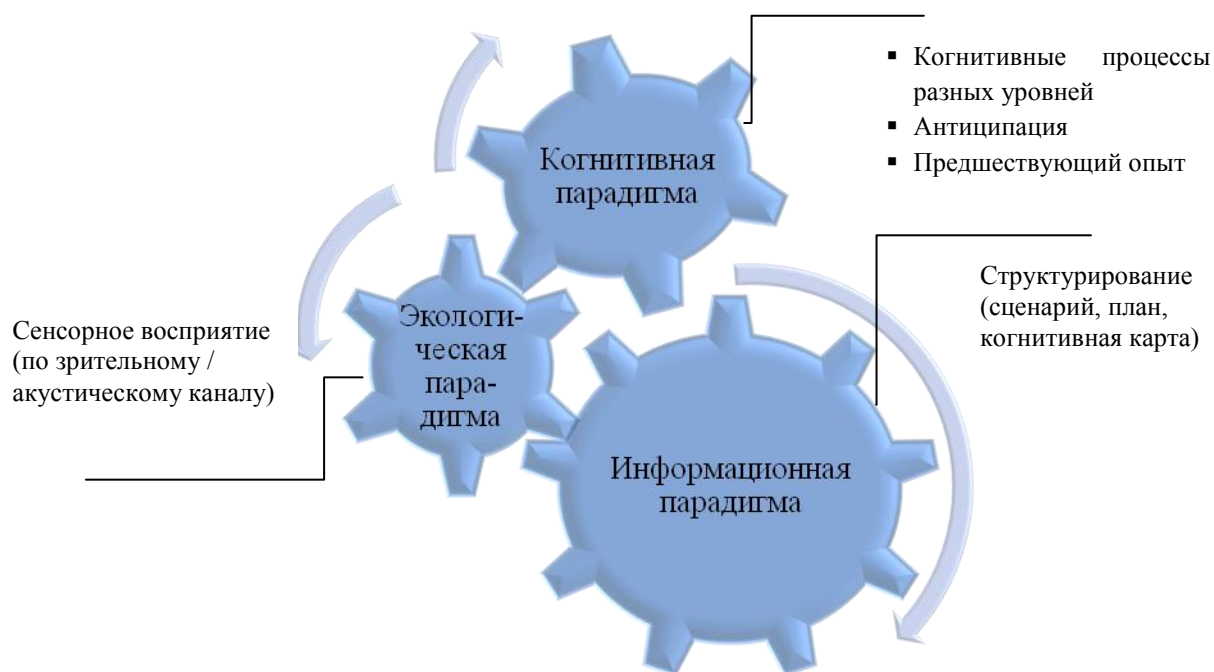 Когнитивные процессы
разных уровней
Антиципация
Предшествующий опыт
Когнитивная
парадигма
Структурирование
(сценарий, план,
когнитивная карта)
Сенсорное восприятие
(по зрительному /
акустическому каналу)
Экологи-
ческая
пара-
дигма
Информационная
парадигма